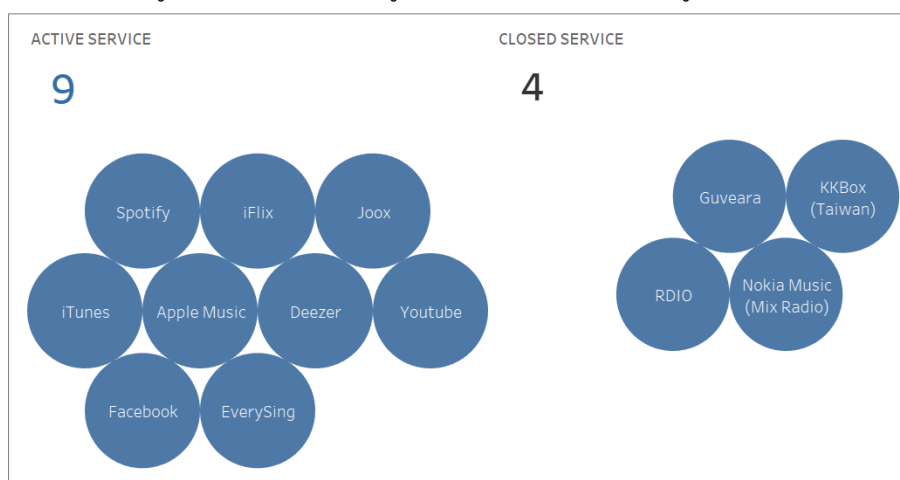 ACTIVE SERVICE
9
Spotify
iFlix
Joox
iTunes
Apple Music
Deezer
Youtube
Facebook
EverySing
CLOSED SERVICE
4
Guveara
KKBox
(Taiwan)
RDIO
Nokia Music
(Mix Radio)